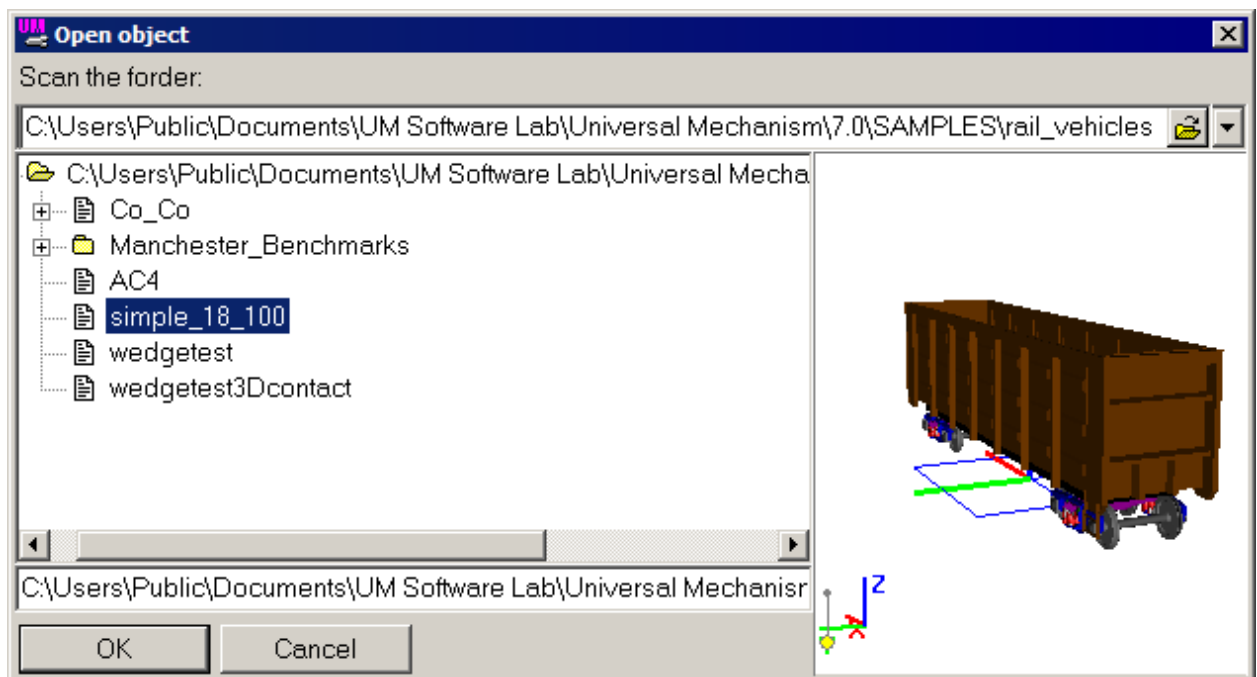 UM Open object
Scan the forder:
C:\Users\Public\Documents\UM Software Lab\Universal Mechanism\7.0\SAMPLES\rail_vehicles
C:\Users\Public\Documents\UM Software Lab\Universal Mecha
Co_Co
Manchester_Benchmarks
AC4
simple_18_100
wedgetest
wedgetest3Dcontact
C:\Users\Public\Documents\UM Software Lab\Universal Mechanisr
Z
X
OK Cancel